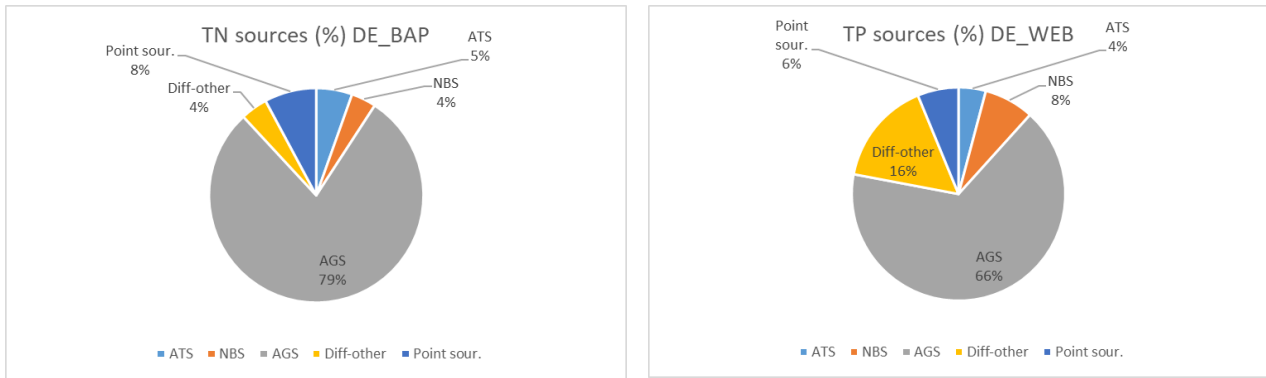 TN sources (%) DE_BAP
ATS
5%
NBS
4%
AGS
79%
Diff-other
4%
Point sour.
8%
ATS NBS AGS Diff-other Point sour.
TP sources (%) DE_WEB
ATS
4%
NBS
8%
AGS
66%
Diff-other
16%
Point
sour.
6%
ATS NBS AGS Diff-other Point sour.